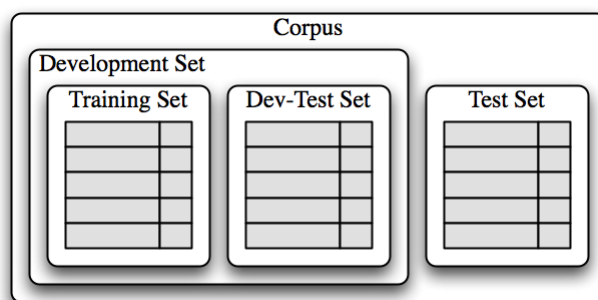 Corpus
Development Set
Training Set
Dev-Test Set
Test Set